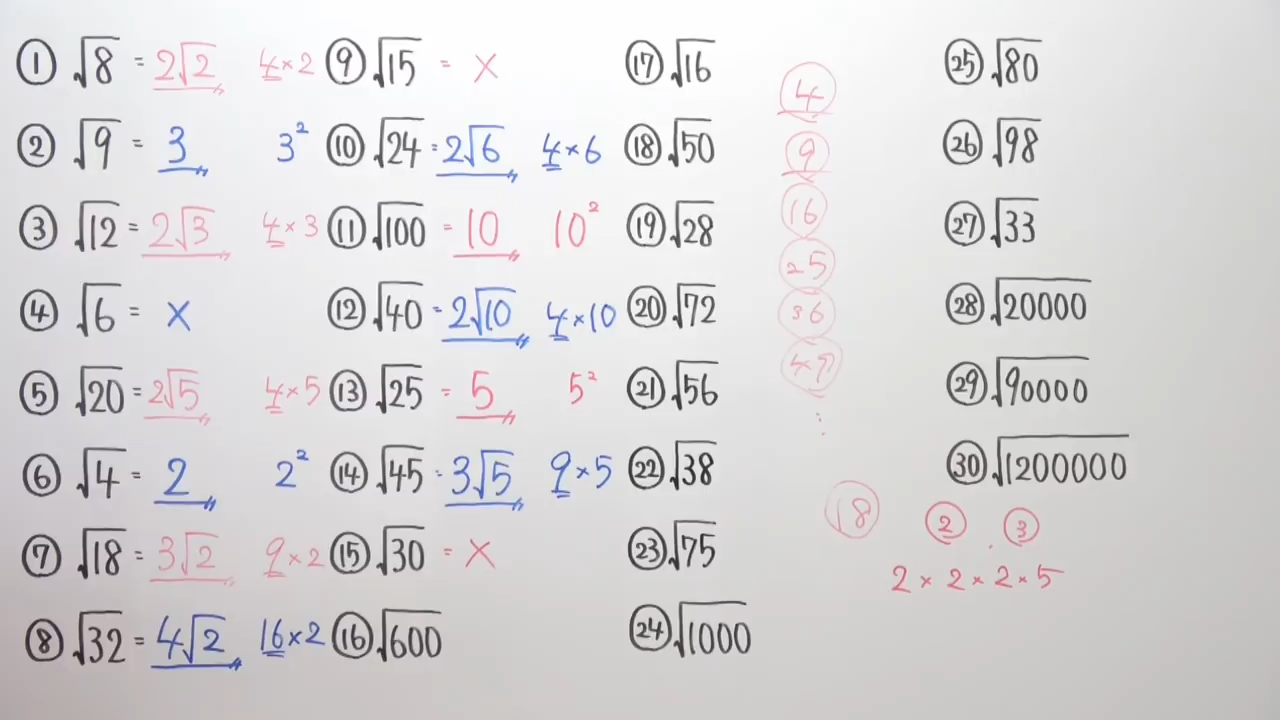 ① √8 = 2√2 4×2
② √9 = 3 3²
③ √12 = 2√3 4×3
④ √6 = ×
⑤ √20 = 2√5 4×5
⑥ √4 = 2 2²
⑦ √18 = 3√2 9×2
⑧ √32 = 4√2 16×2
⑨ √15 = ×
⑩ √24 = 2√6 4×6
⑪ √100 = 10 10²
⑫ √40 = 2√10 4×10
⑬ √25 = 5 5²
⑭ √45 = 3√5 9×5
⑮ √30 = ×
⑯ √600
⑰ √16
⑱ √50
⑲ √28
⑳ √72
㉑ √56
㉒ √38
㉓ √75
㉔ √1000
4
9
16
25
36
49
⋮
18
② . ③
2×2×2×5
㉕ √80
㉖ √98
㉗ √33
㉘ √20000
㉙ √90000
㉚ √1200000